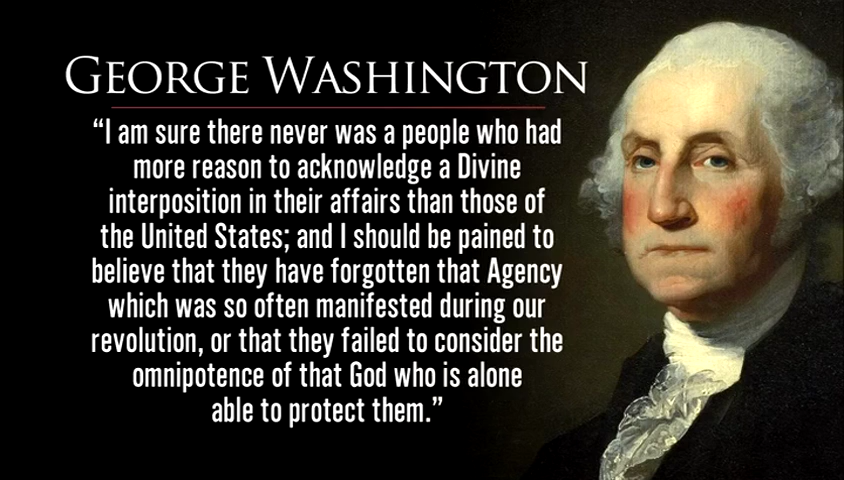 GEORGE WASHINGTON
“I am sure there never was a people who had
more reason to acknowledge a Divine
interposition in their affairs than those of
the United States; and I should be pained to
believe that they have forgotten that Agency
which was so often manifested during our
revolution, or that they failed to consider the
omnipotence of that God who is alone
able to protect them.”